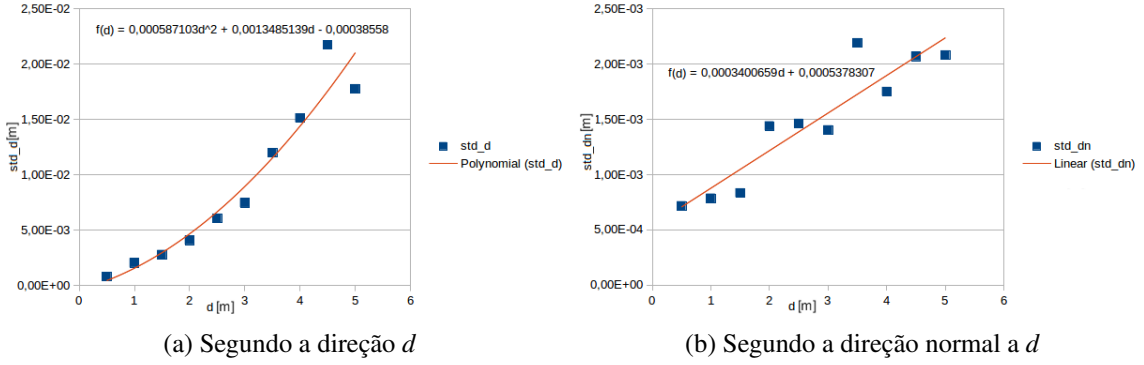 2,50E-02
f(d) = 0,000587103d^2 + 0,0013485139d - 0,00038558
2,00E-02
1,50E-02
std_d[m]
1,00E-02
5,00E-03
0,00E+00
0 1 2 3 4 5 6
d [m]
std_d
Polynomial (std_d)
(a) Segundo a direção d
2,50E-03
2,00E-03
f(d) = 0,0003400659d + 0,0005378307
1,50E-03
std_dn[m]
1,00E-03
5,00E-04
0,00E+00
0 1 2 3 4 5 6
d [m]
std_dn
Linear (std_dn)
(b) Segundo a direção normal a d